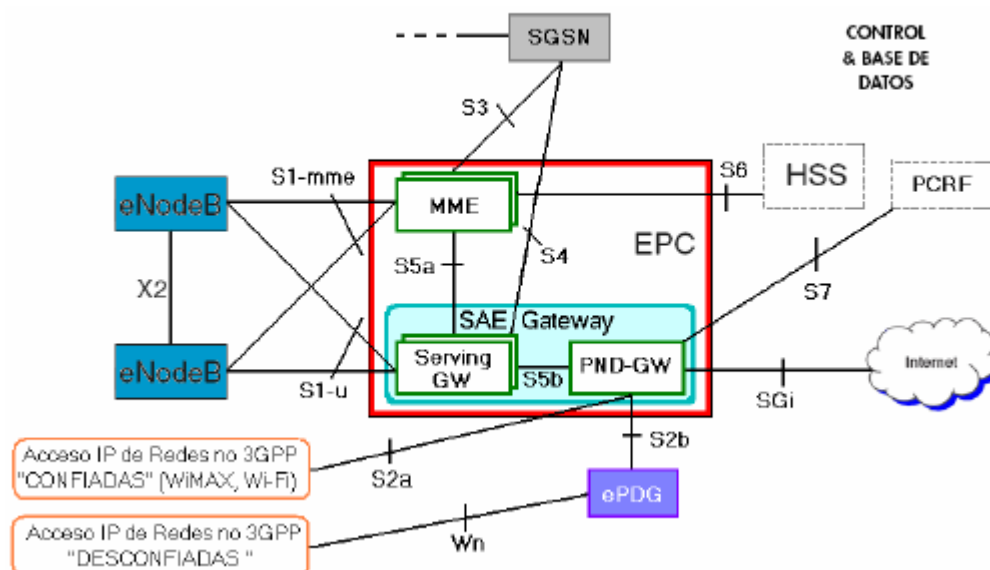 SGSN
CONTROL
& BASE DE
DATOS
S3
S1-mme
S6
HSS
PCRF
eNodeB
MME
EPC
S4
S5a
X2
S7
SAE Gateway
eNodeB
Serving
GW
S5b
PND-GW
Internet
S1-u
SGi
Acceso IP de Redes no 3GPP
"CONFIADAS" (WiMAX, Wi-Fi)
S2a
S2b
ePDG
Acceso IP de Redes no 3GPP
"DESCONFIADAS "
Wn